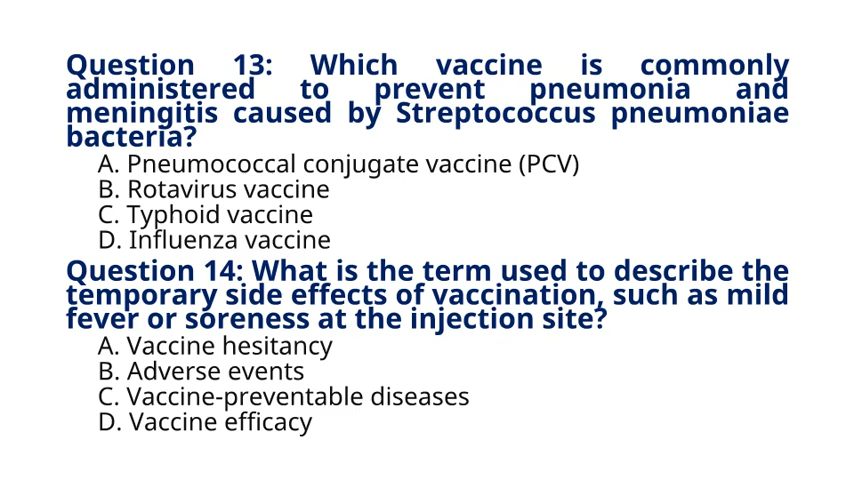 Question 13: Which vaccine is commonly
administered to prevent pneumonia and
meningitis caused by Streptococcus pneumoniae
bacteria?
A. Pneumococcal conjugate vaccine (PCV)
B. Rotavirus vaccine
C. Typhoid vaccine
D. Influenza vaccine
Question 14: What is the term used to describe the
temporary side effects of vaccination, such as mild
fever or soreness at the injection site?
A. Vaccine hesitancy
B. Adverse events
C. Vaccine-preventable diseases
D. Vaccine efficacy